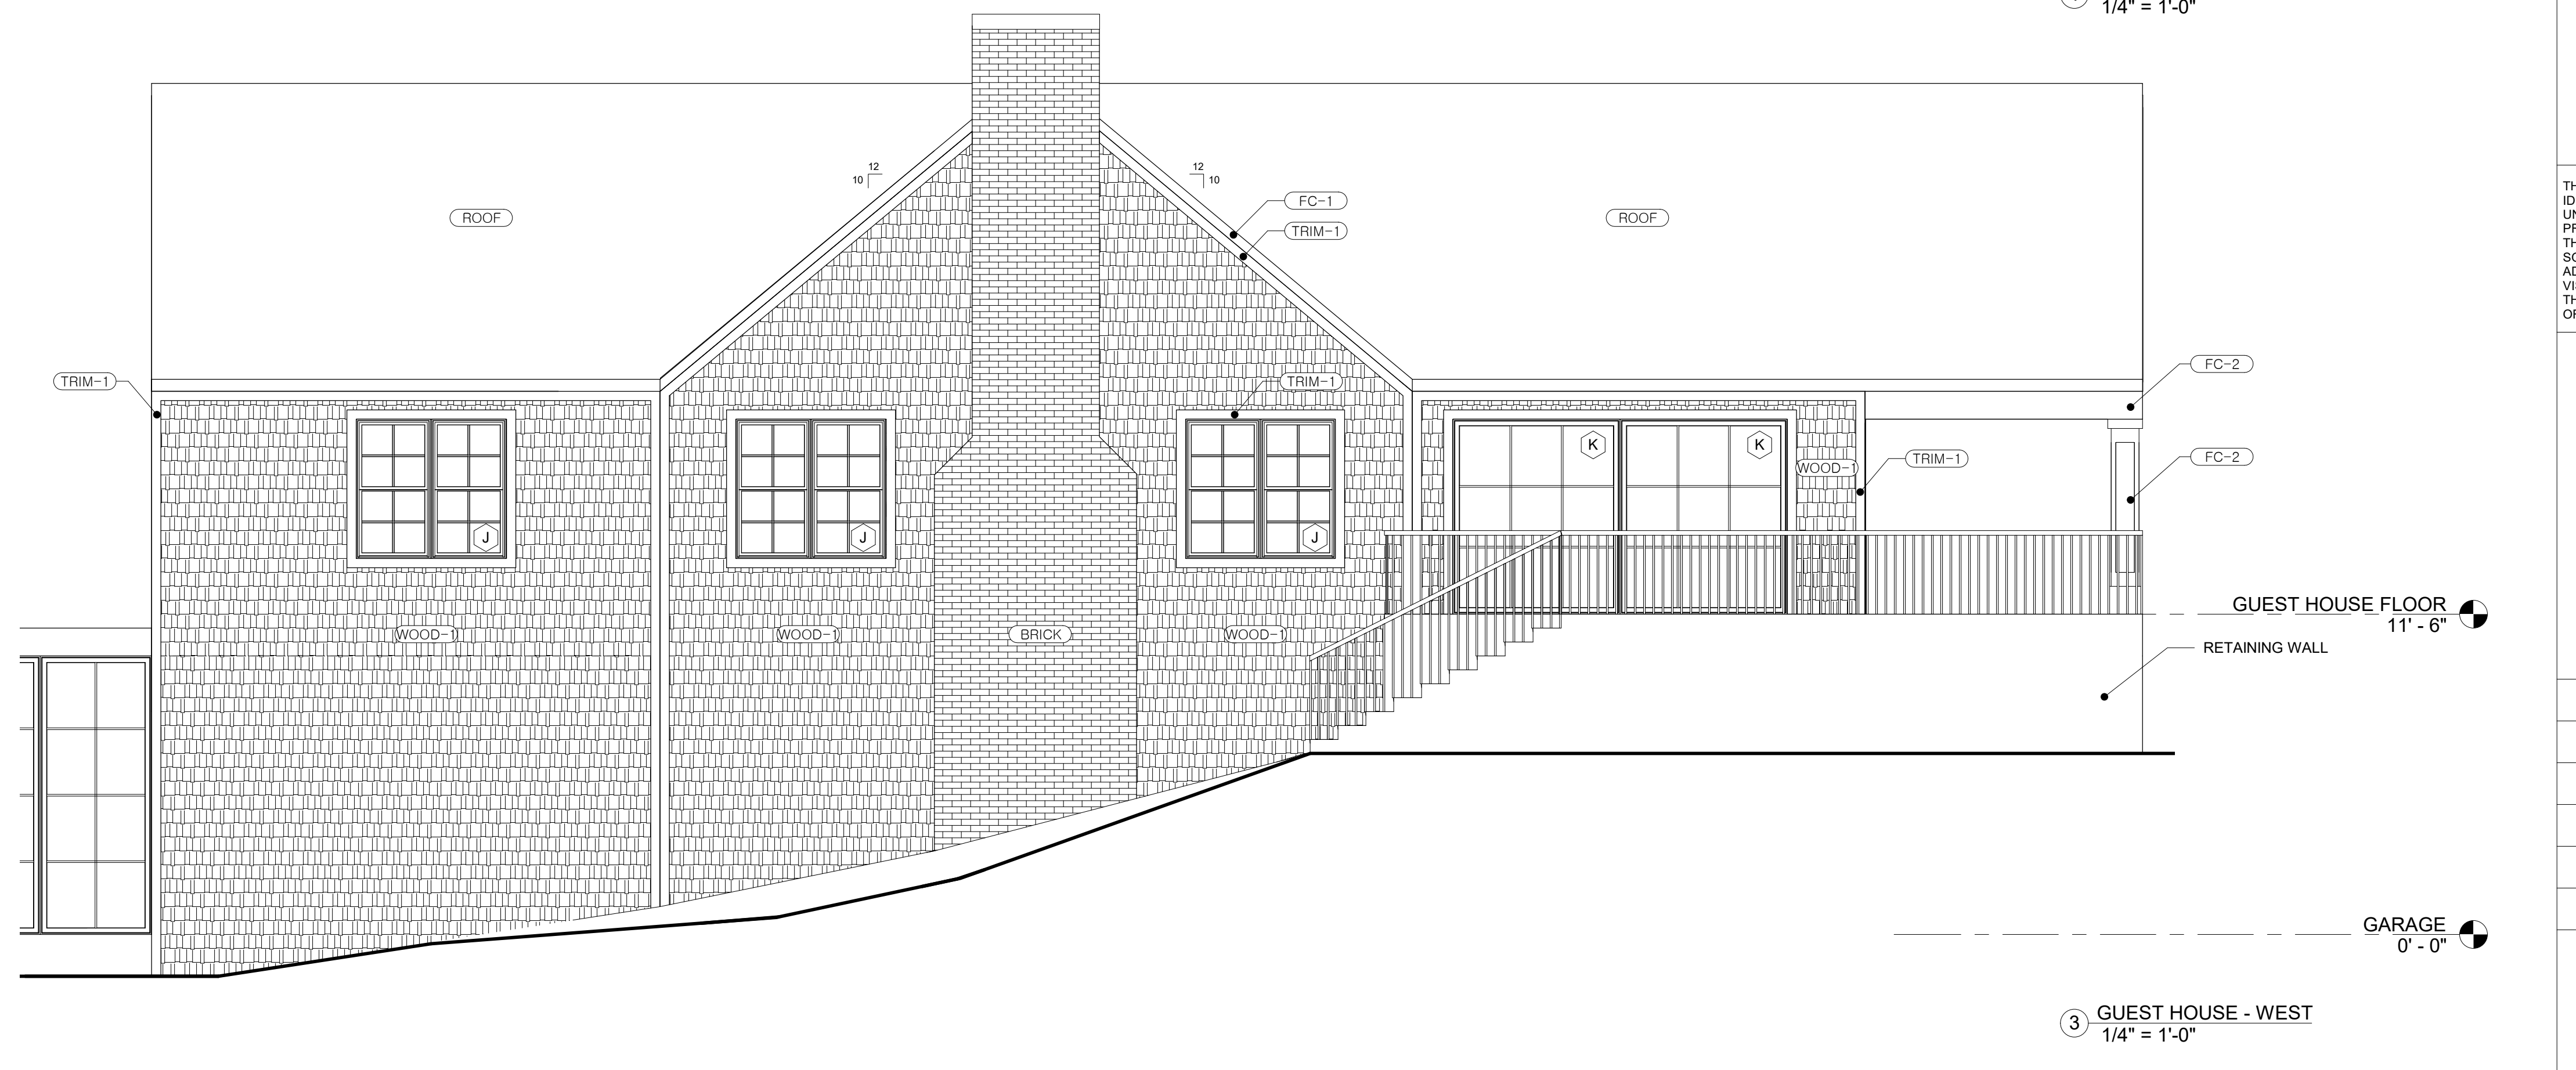 1/4" = 1'-0"
12
10
12
10
ROOF
FC-1
TRIM-1
ROOF
TRIM-1
TRIM-1
FC-2
K
K
WOOD-1
TRIM-1
FC-2
J
J
J
WOOD-1
WOOD-1
BRICK
WOOD-1
GUEST HOUSE FLOOR
11' - 6"
RETAINING WALL
GARAGE
0' - 0"
3
GUEST HOUSE - WEST
1/4" = 1'-0"